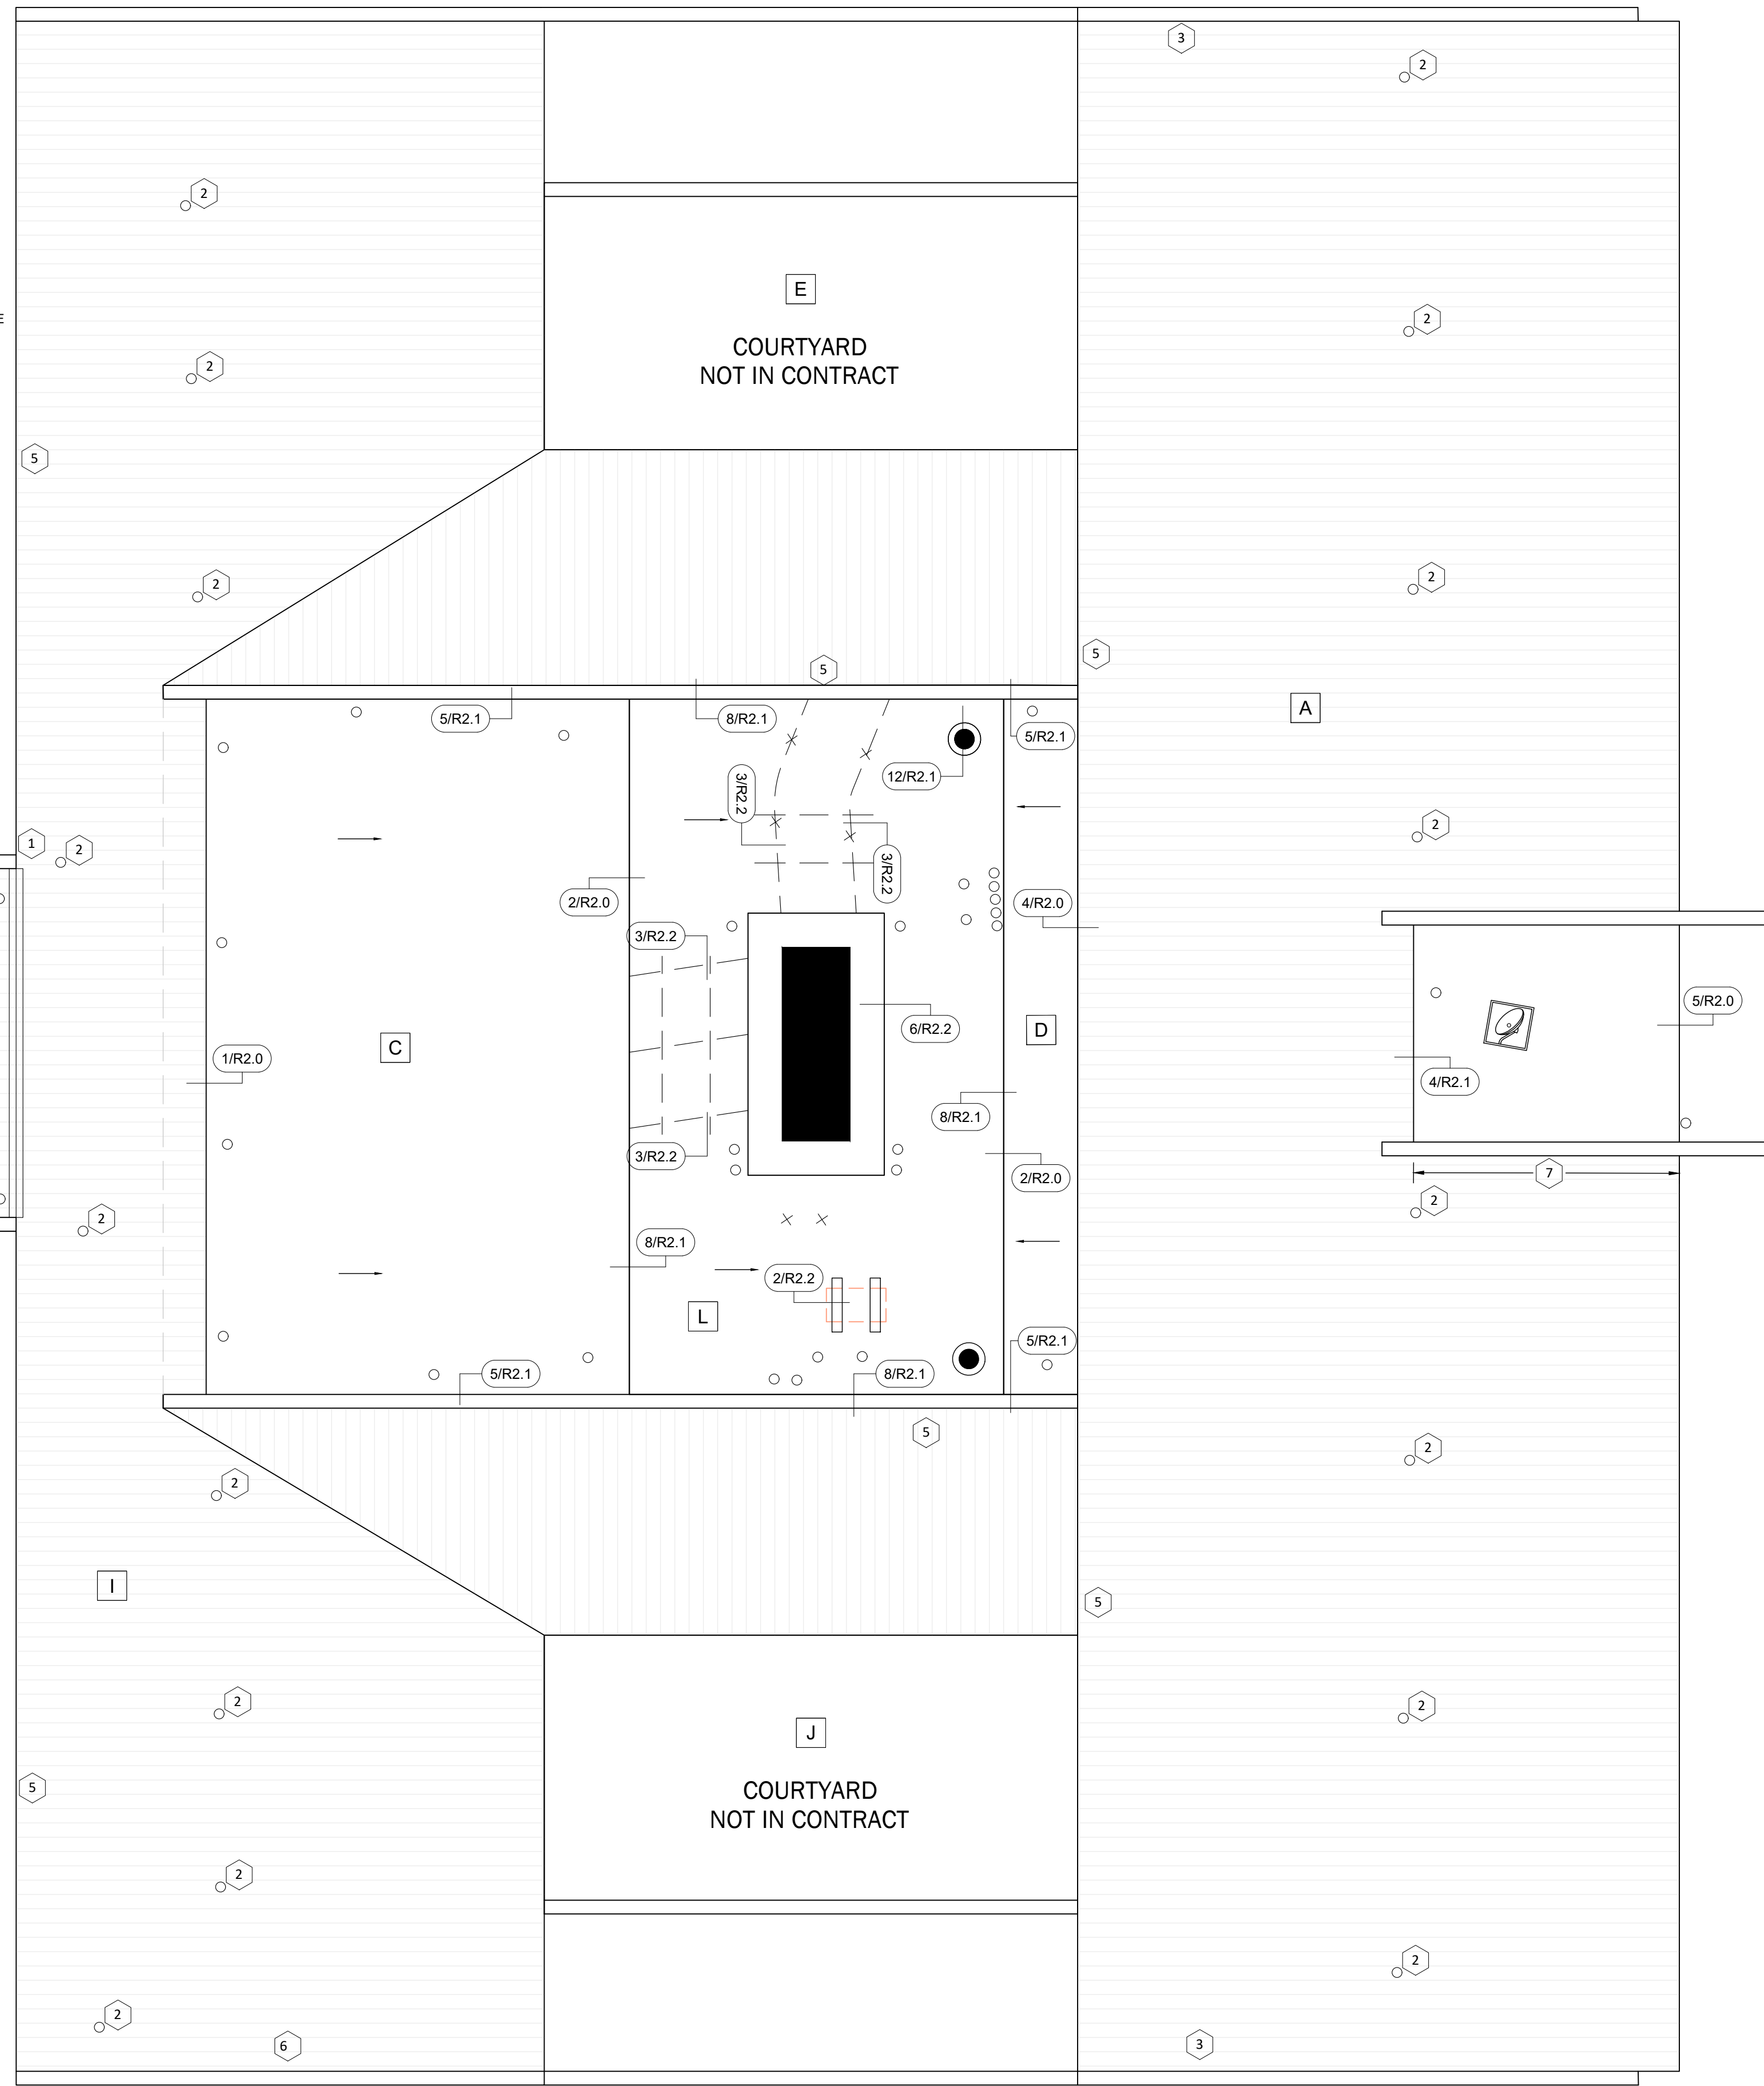 3
2
2
2
E
E
COURTYARD
NOT IN CONTRACT
2
5
2
2
5
5
A
5/R2.1
8/R2.1
5/R2.1
12/R2.1
3/R2.2
2
1
2
3/R2.2
2/R2.0
4/R2.0
3/R2.2
5/R2.0
6/R2.2
D
C
1/R2.0
4/R2.1
8/R2.1
3/R2.2
7
2/R2.0
2
2
8/R2.1
2/R2.2
L
5/R2.1
5/R2.1
8/R2.1
5
2
2
I
5
2
2
J
5
COURTYARD
NOT IN CONTRACT
2
2
2
6
3